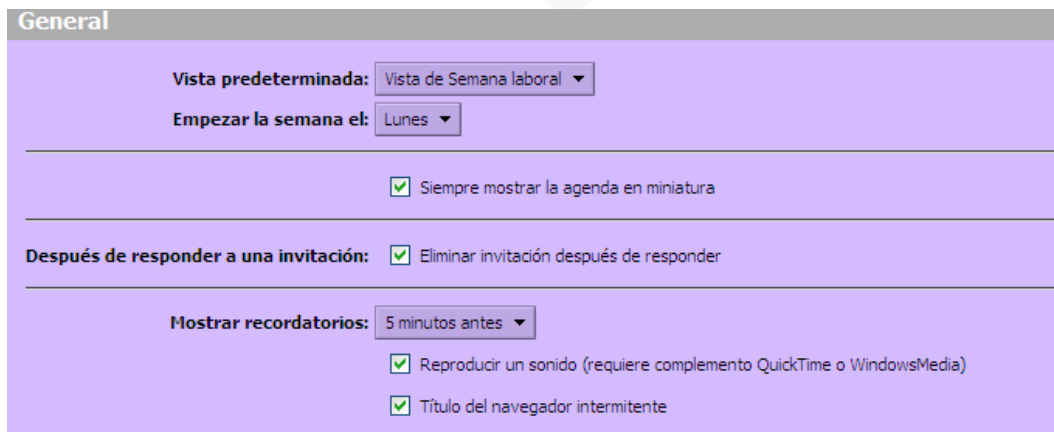 General
Vista predeterminada: Vista de Semana laboral
Empezar la semana el: Lunes
Siempre mostrar la agenda en miniatura
Después de responder a una invitación: Eliminar invitación después de responder
Mostrar recordatorios: 5 minutos antes
Reproducir un sonido (requiere complemento QuickTime o WindowsMedia)
Título del navegador intermitente